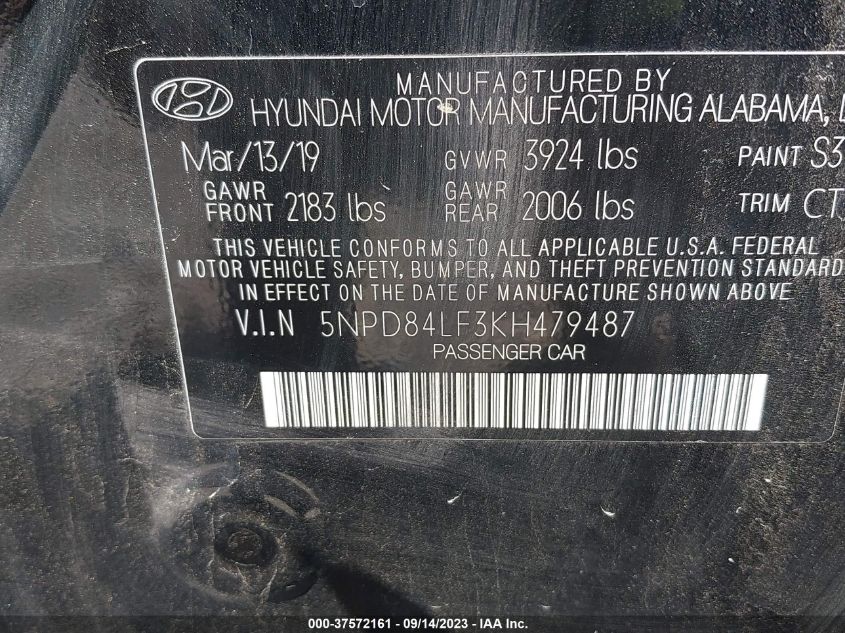 MANUFACTURED BY
HYUNDAI MOTOR MANUFACTURING ALABAMA,
Mar/13/19 GVWR 3924 lbs PAINT S3
GAWR FRONT 2183 lbs GAWR REAR 2006 lbs TRIM CT
THIS VEHICLE CONFORMS TO ALL APPLICABLE U.S.A. FEDERAL
MOTOR VEHICLE SAFETY, BUMPER, AND THEFT PREVENTION STANDARD
IN EFFECT ON THE DATE OF MANUFACTURE SHOWN ABOVE
V.I.N 5NPD84LF3KH479487
PASSENGER CAR
000-37572161 - 09/14/2023 - © IAA, Inc.